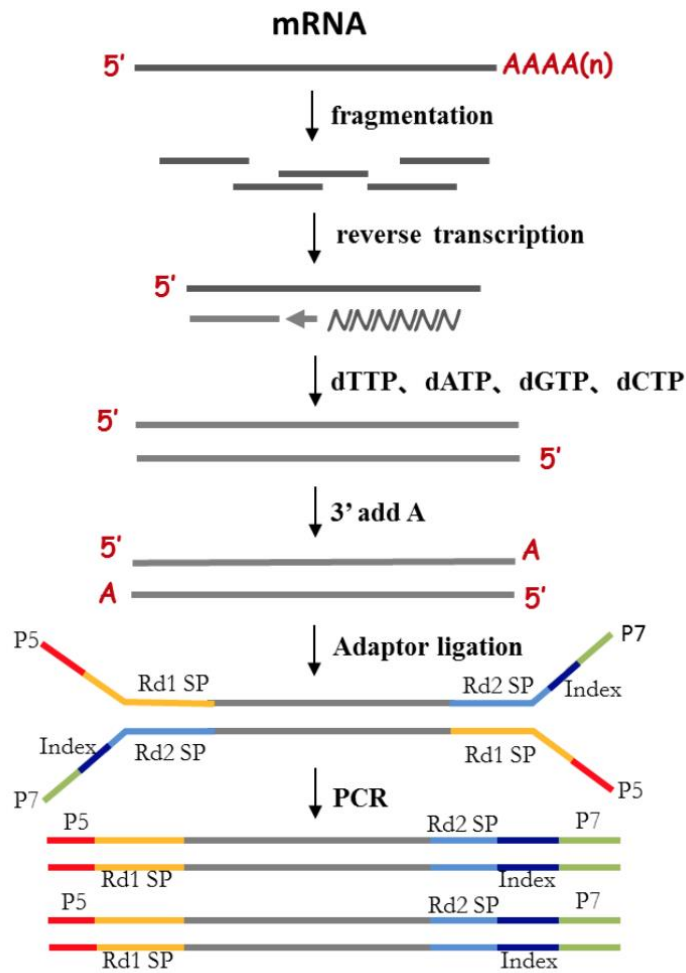 mRNA
5' AAAA(n)
fragmentation
reverse transcription
5'
NNNNNN
dTTP、dATP、dGTP、dCTP
5'
5'
3' add A
5' A
A 5'
Adaptor ligation
P5 P7
Rd1 SP Rd2 SP Index
Index Rd2 SP Rd1 SP
P7 P5
PCR
P5 Rd2 SP P7
Rd1 SP Index
P5 Rd2 SP P7
Rd1 SP Index